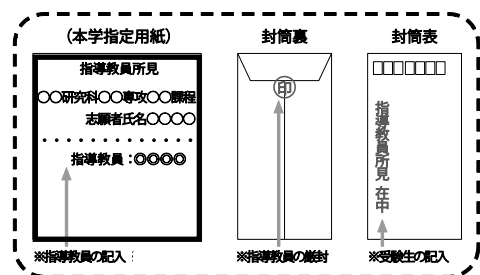 (本学指定用紙)
指導教員所見
○○研究科○○専攻○○課程
志願者氏名○○○○
・・・・・・・・・・・・・・・・
指導教員：◎◎◎◎
※指導教員の記入
封筒裏
印
※指導教員の厳封
封筒表
□□□□□□□
指導教員所見 在中
※受験生の記入